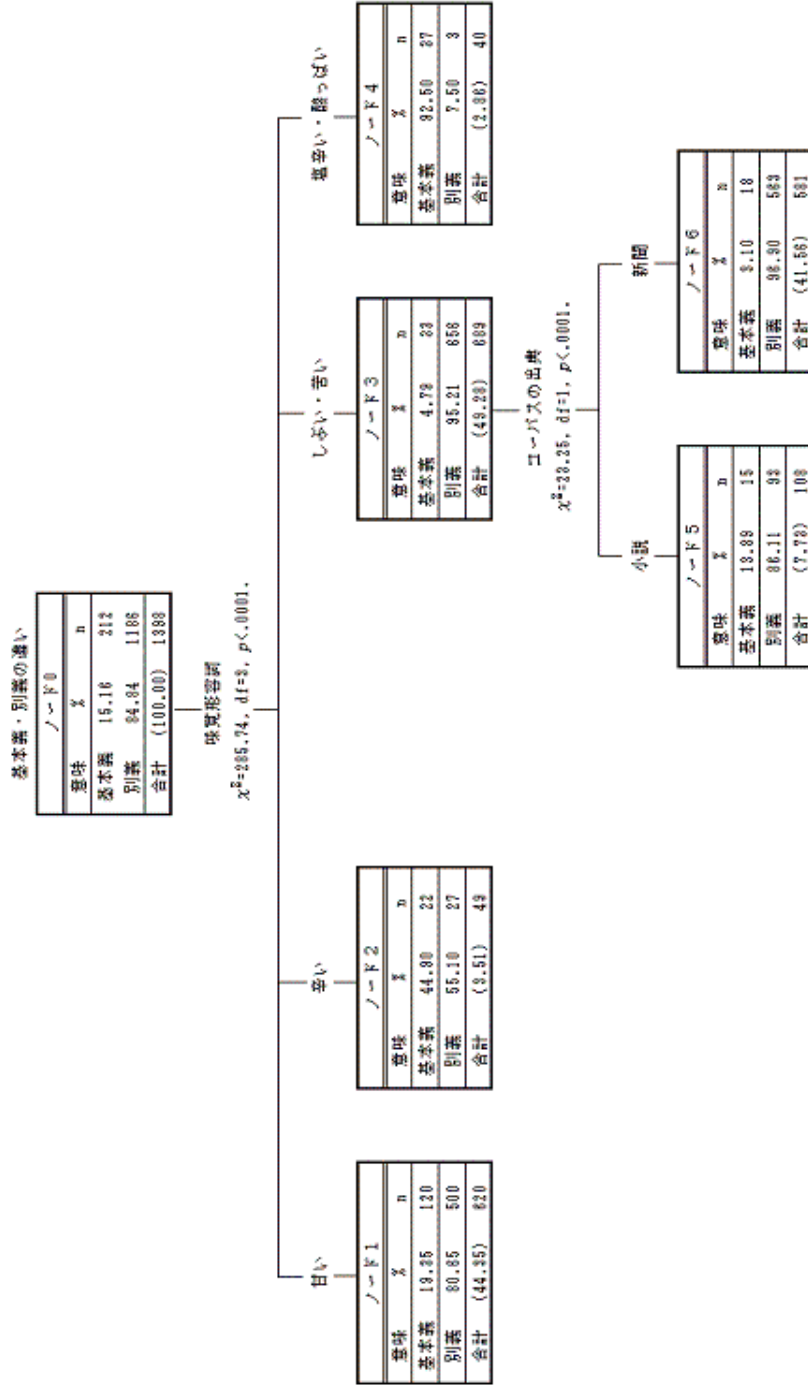 基本義・別義の違い
ノード0
意味 % n
基本義 15.16 212
別義 84.84 1186
合計 (100.00) 1398
味覚形容詞
χ²=285.74, df=3, p<.0001.
甘い
ノード1
意味 % n
基本義 19.35 120
別義 80.65 500
合計 (44.35) 620
辛い
ノード2
意味 % n
基本義 44.90 22
別義 55.10 27
合計 (3.51) 49
しぶい・苦い
ノード3
意味 % n
基本義 4.79 33
別義 95.21 656
合計 (49.28) 689
塩辛い・酸っぱい
ノード4
意味 % n
基本義 92.50 37
別義 7.50 3
合計 (2.86) 40
コーパスの出典
χ²=23.25, df=1, p<.0001.
小説
ノード5
意味 % n
基本義 13.89 15
別義 86.11 93
合計 (7.73) 108
新聞
ノード6
意味 % n
基本義 3.10 18
別義 96.90 563
合計 (41.56) 581